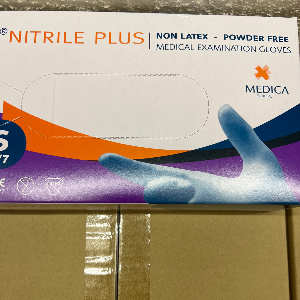 ® NITRILE PLUS
NON LATEX - POWDER FREE
MEDICAL EXAMINATION GLOVES
MEDICA
S